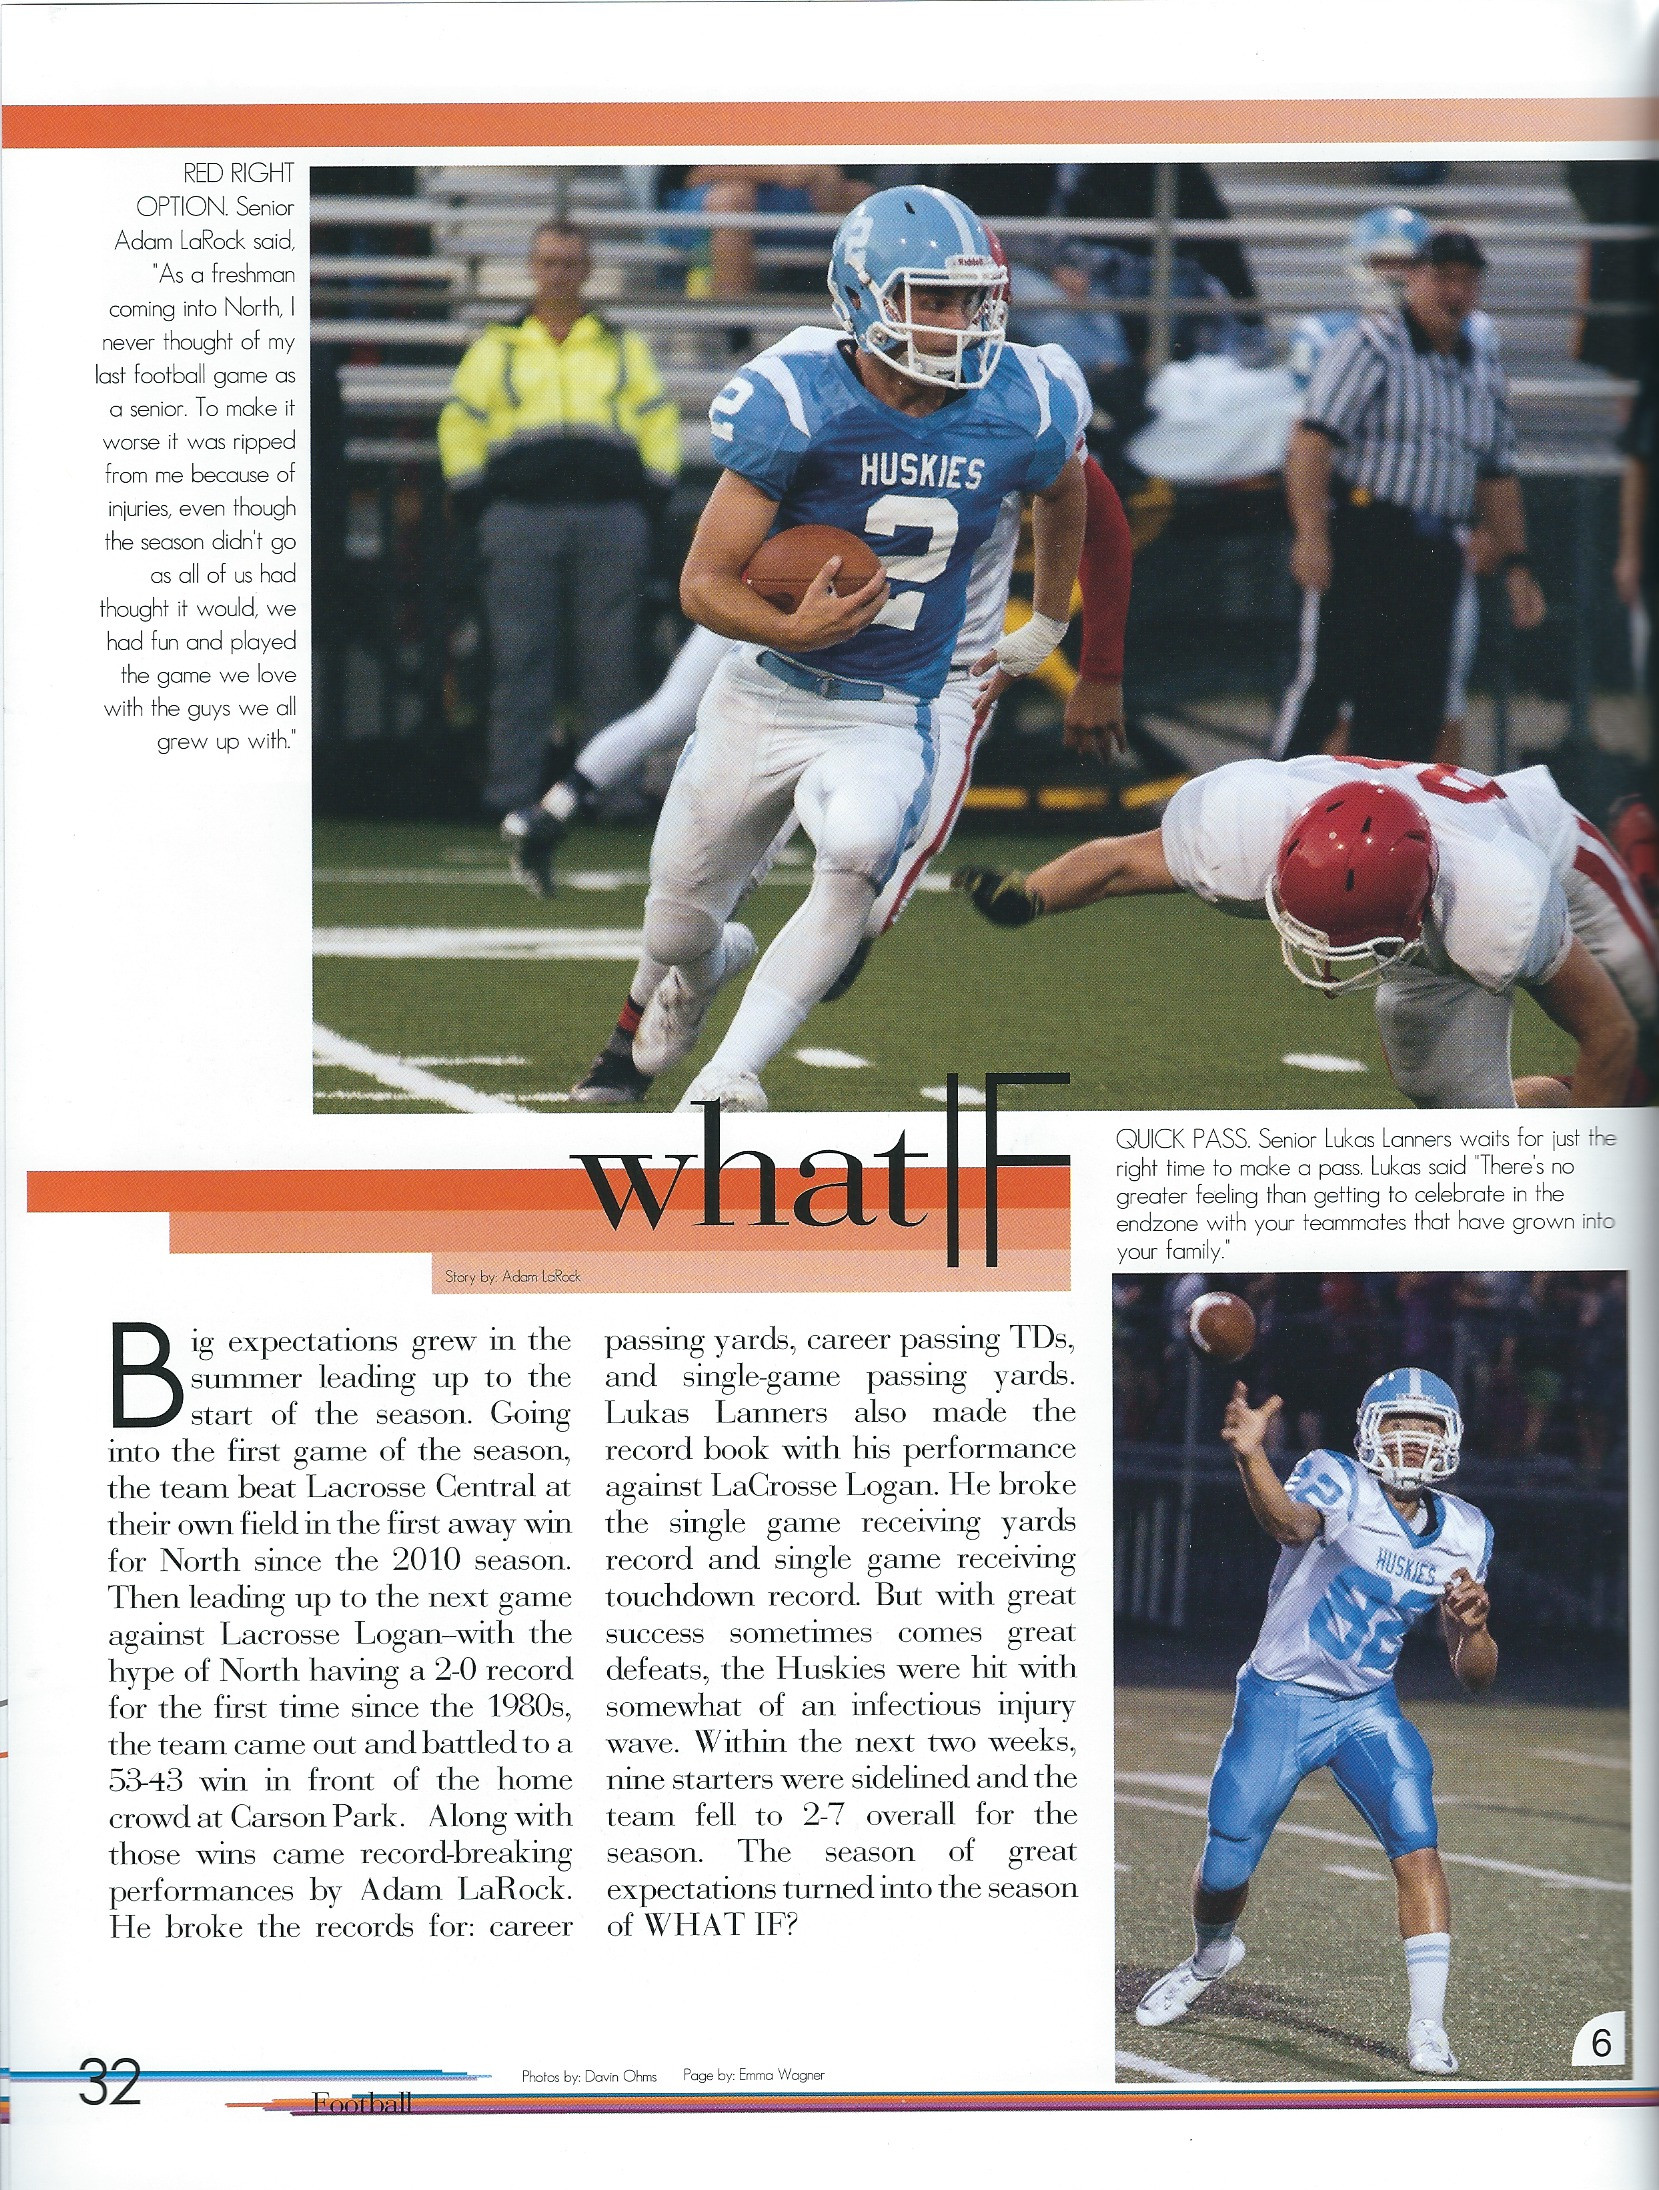 RED RIGHT
OPTION. Senior
Adam LaRock said,
"As a freshman
coming into North, I
never thought of my
last football game as
a senior. To make it
worse it was ripped
from me because of
injuries, even though
the season didn't go
as all of us had
thought it would, we
had fun and played
the game we love
with the guys we all
grew up with."
2
Riddell
2
HUSKIES
2
what IF
Story by: Adam LaRock
Big expectations grew in the
summer leading up to the
start of the season. Going
into the first game of the season,
the team beat Lacrosse Central at
their own field in the first away win
for North since the 2010 season.
Then leading up to the next game
against Lacrosse Logan–with the
hype of North having a 2-0 record
for the first time since the 1980s,
the team came out and battled to a
53-43 win in front of the home
crowd at Carson Park. Along with
those wins came record-breaking
performances by Adam LaRock.
He broke the records for: career
passing yards, career passing TDs,
and single-game passing yards.
Lukas Lanners also made the
record book with his performance
against LaCrosse Logan. He broke
the single game receiving yards
record and single game receiving
touchdown record. But with great
success sometimes comes great
defeats, the Huskies were hit with
somewhat of an infectious injury
wave. Within the next two weeks,
nine starters were sidelined and the
team fell to 2-7 overall for the
season. The season of great
expectations turned into the season
of WHAT IF?
QUICK PASS. Senior Lukas Lanners waits for just the
right time to make a pass. Lukas said "There's no
greater feeling than getting to celebrate in the
endzone with your teammates that have grown into
your family."
HUSKIES
6
32
Football
Photos by: Davin Ohms Page by: Emma Wagner